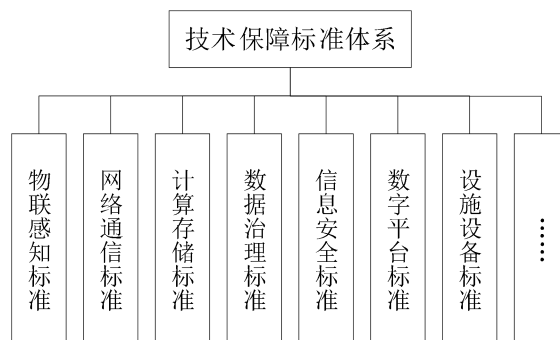 技术保障标准体系
物联感知标准
网络通信标准
计算存储标准
数据治理标准
信息安全标准
数字平台标准
设施设备标准
……